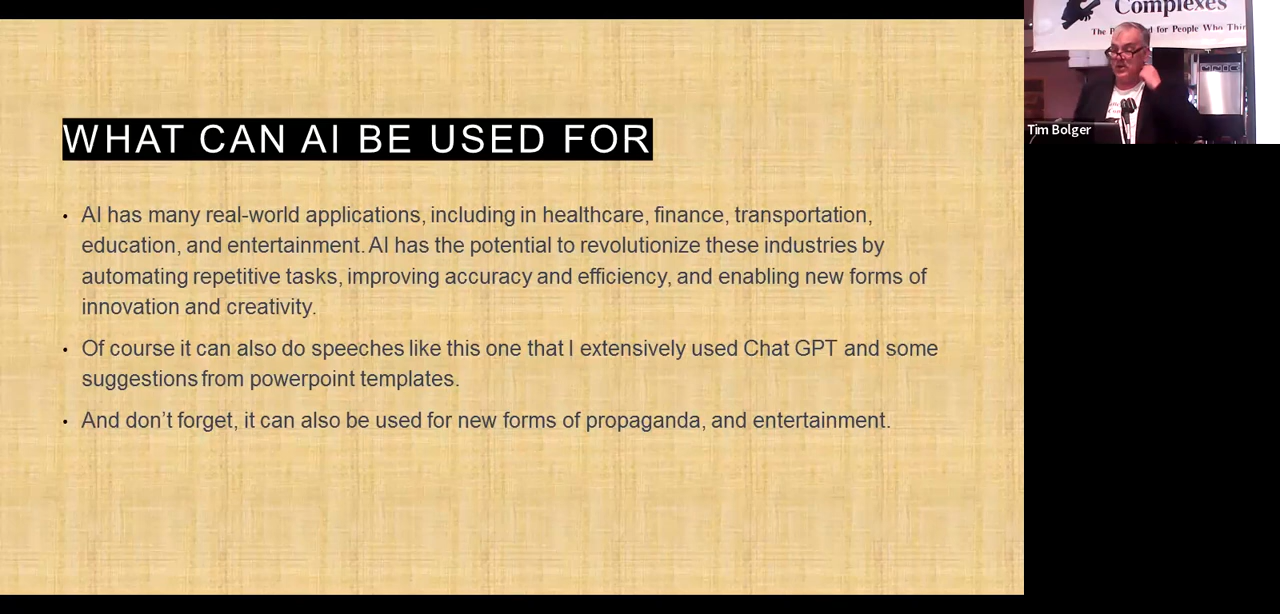 WHAT CAN AI BE USED FOR
AI has many real-world applications, including in healthcare, finance, transportation,
education, and entertainment. AI has the potential to revolutionize these industries by
automating repetitive tasks, improving accuracy and efficiency, and enabling new forms of
innovation and creativity.
Of course it can also do speeches like this one that I extensively used Chat GPT and some
suggestions from powerpoint templates.
And don't forget, it can also be used for new forms of propaganda, and entertainment.
Complexes
The for People Who
Tim Bolger